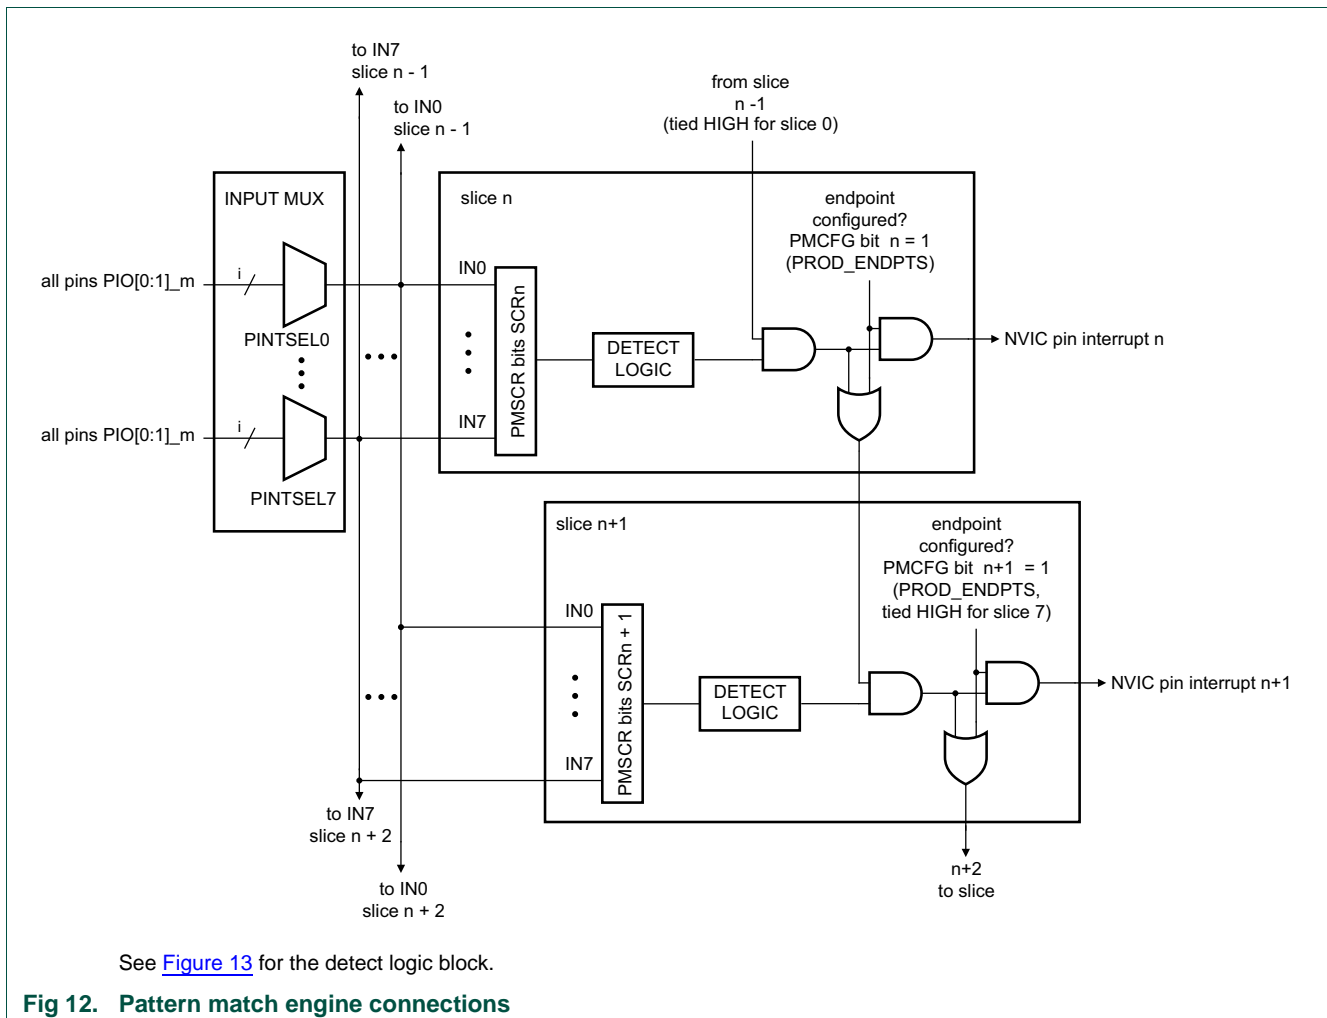 to IN7
slice n - 1
to IN0
slice n - 1
from slice
n -1
(tied HIGH for slice 0)
INPUT MUX
all pins PIO[0:1]_m
i
PINTSEL0
all pins PIO[0:1]_m
i
PINTSEL7
slice n
IN0
IN7
PMSCR bits SCRn
DETECT
LOGIC
endpoint
configured?
PMCFG bit n = 1
(PROD_ENDPTS)
NVIC pin interrupt n
slice n+1
IN0
IN7
PMSCR bits SCRn + 1
DETECT
LOGIC
endpoint
configured?
PMCFG bit n+1 = 1
(PROD_ENDPTS,
tied HIGH for slice 7)
NVIC pin interrupt n+1
to IN7
slice n + 2
to IN0
slice n + 2
n+2
to slice
See Figure 13 for the detect logic block.
Fig 12. Pattern match engine connections